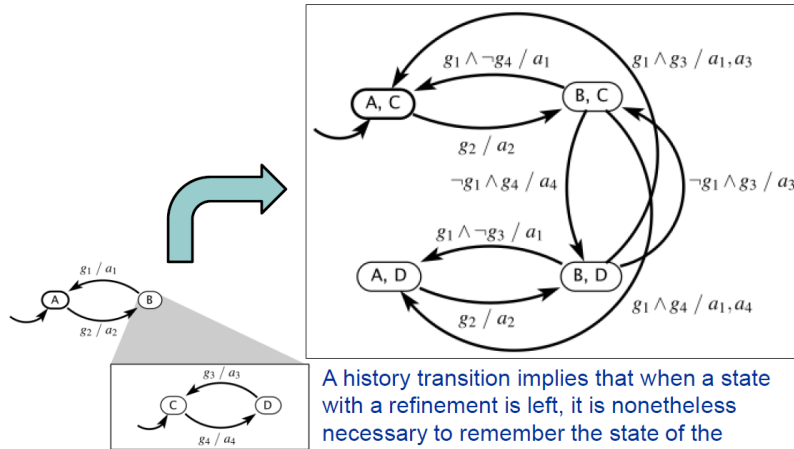 g₁ ∧ ¬g₄ / a₁
g₁ ∧ g₃ / a₁, a₃
A, C
B, C
g₂ / a₂
¬g₁ ∧ g₄ / a₄
¬g₁ ∧ g₃ / a₃
g₁ ∧ ¬g₃ / a₁
A, D
B, D
g₂ / a₂
g₁ ∧ g₄ / a₁, a₄
g₁ / a₁
A
B
g₂ / a₂
g₃ / a₃
C
D
g₄ / a₄
A history transition implies that when a state
with a refinement is left, it is nonetheless
necessary to remember the state of the